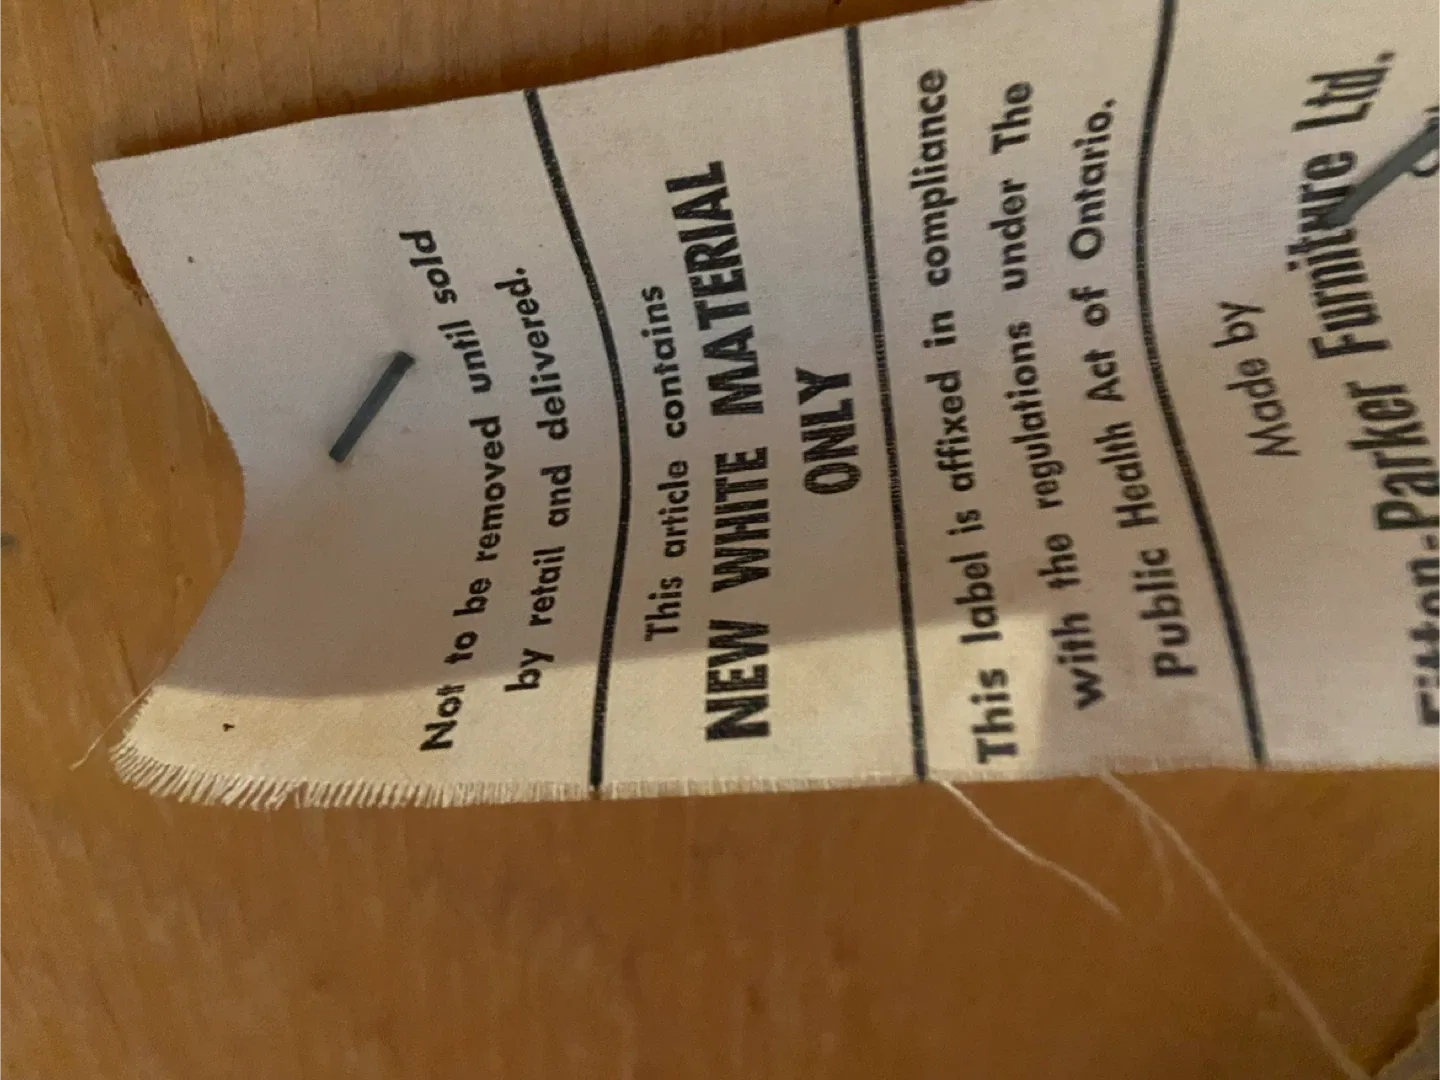 Not to be removed until sold
by retail and delivered.
This article contains
NEW WHITE MATERIAL
ONLY
This label is affixed in compliance
with the regulations under The
Public Health Act of Ontario.
Made by
Parker Furniture Ltd.